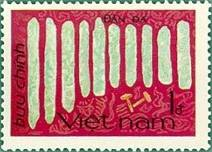 ĐÀN ĐÁ
bưu chính
1đ
Việt nam